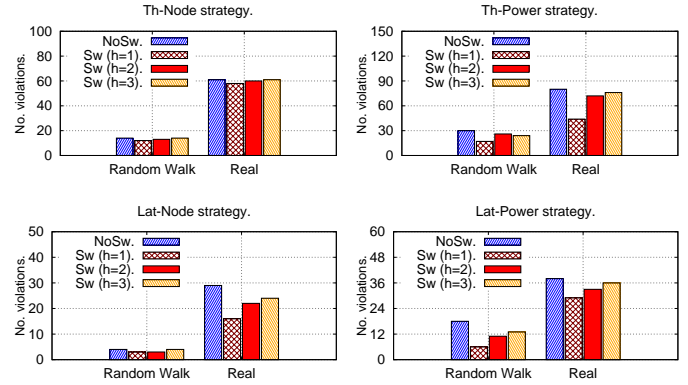 Th-Node strategy.
No. violations.
100
80
60
40
20
0
NoSw.
Sw (h=1).
Sw (h=2).
Sw (h=3).
Random Walk Real
Th-Power strategy.
No. violations.
150
120
90
60
30
0
NoSw.
Sw (h=1).
Sw (h=2).
Sw (h=3).
Random Walk Real
Lat-Node strategy.
No. violations.
50
40
30
20
10
0
NoSw.
Sw (h=1).
Sw (h=2).
Sw (h=3).
Random Walk Real
Lat-Power strategy.
No. violations.
60
48
36
24
12
0
NoSw.
Sw (h=1).
Sw (h=2).
Sw (h=3).
Random Walk Real